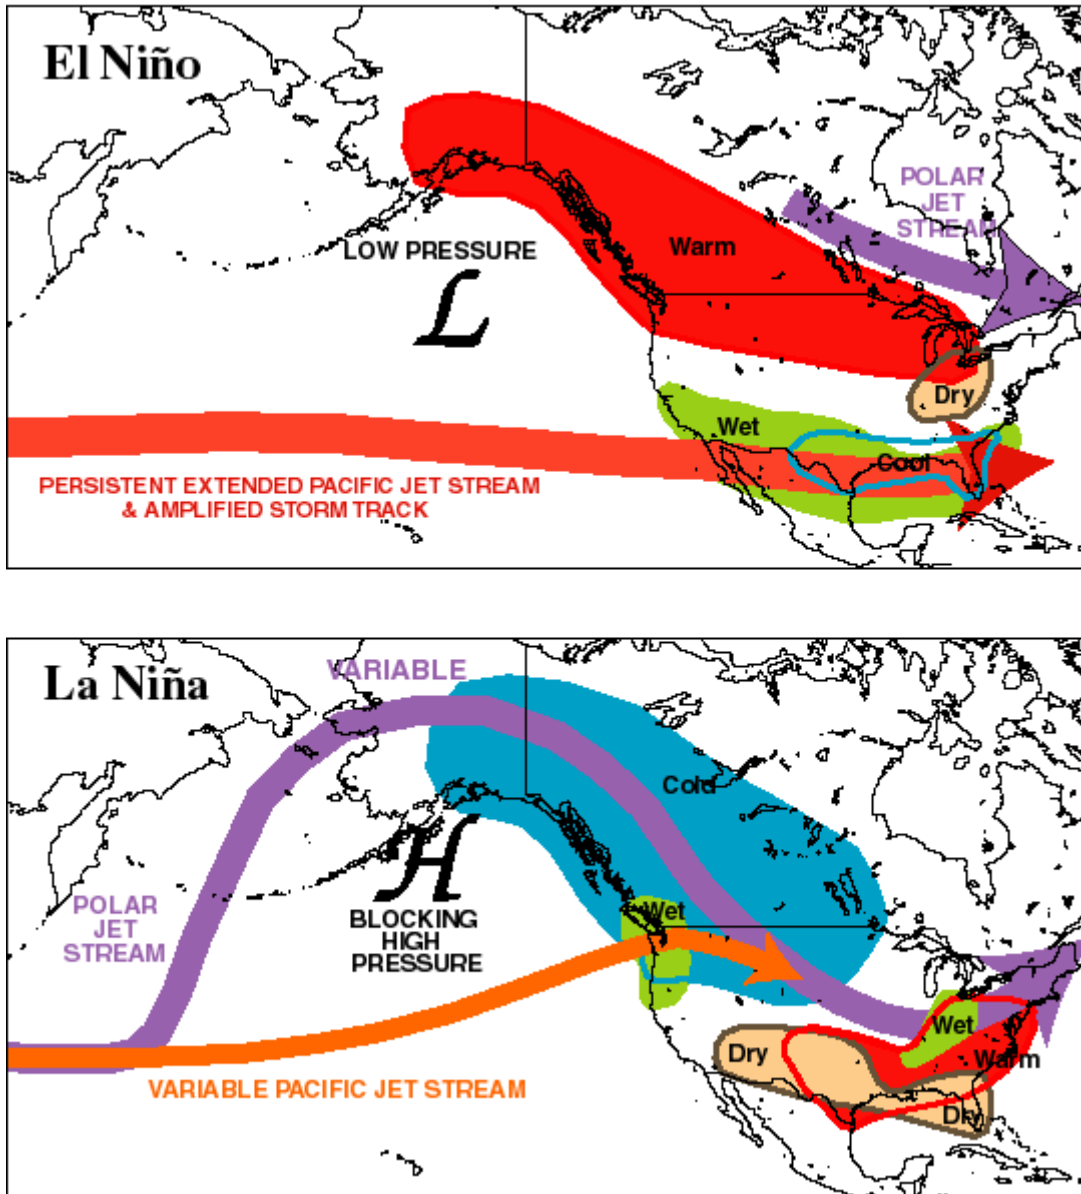 El Niño
POLAR
JET
STREAM
LOW PRESSURE
L
Warm
Dry
Wet
Cool
PERSISTENT EXTENDED PACIFIC JET STREAM
& AMPLIFIED STORM TRACK
La Niña
VARIABLE
Cold
H
POLAR
JET
STREAM
BLOCKING
HIGH
PRESSURE
Wet
Wet
Dry
Warm
Dry
VARIABLE PACIFIC JET STREAM